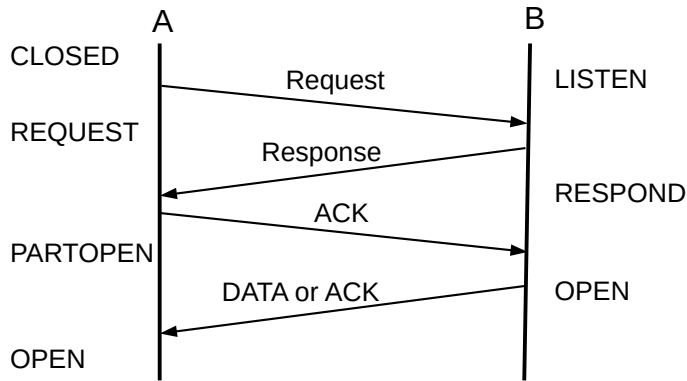 A
B
CLOSED
Request
LISTEN
REQUEST
Response
RESPOND
ACK
PARTOPEN
DATA or ACK
OPEN
OPEN